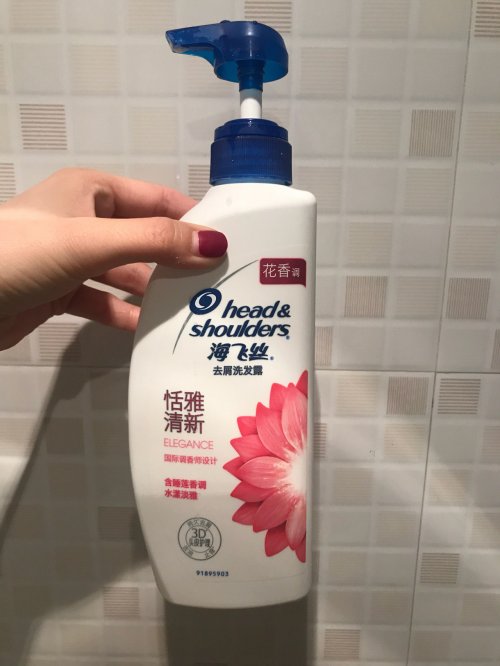 花香调
head &
shoulders
海飞丝
去屑洗发露
恬雅
清新
ELEGANCE
国际调香师设计
含睡莲香调
水漾淡雅
3D
91895903